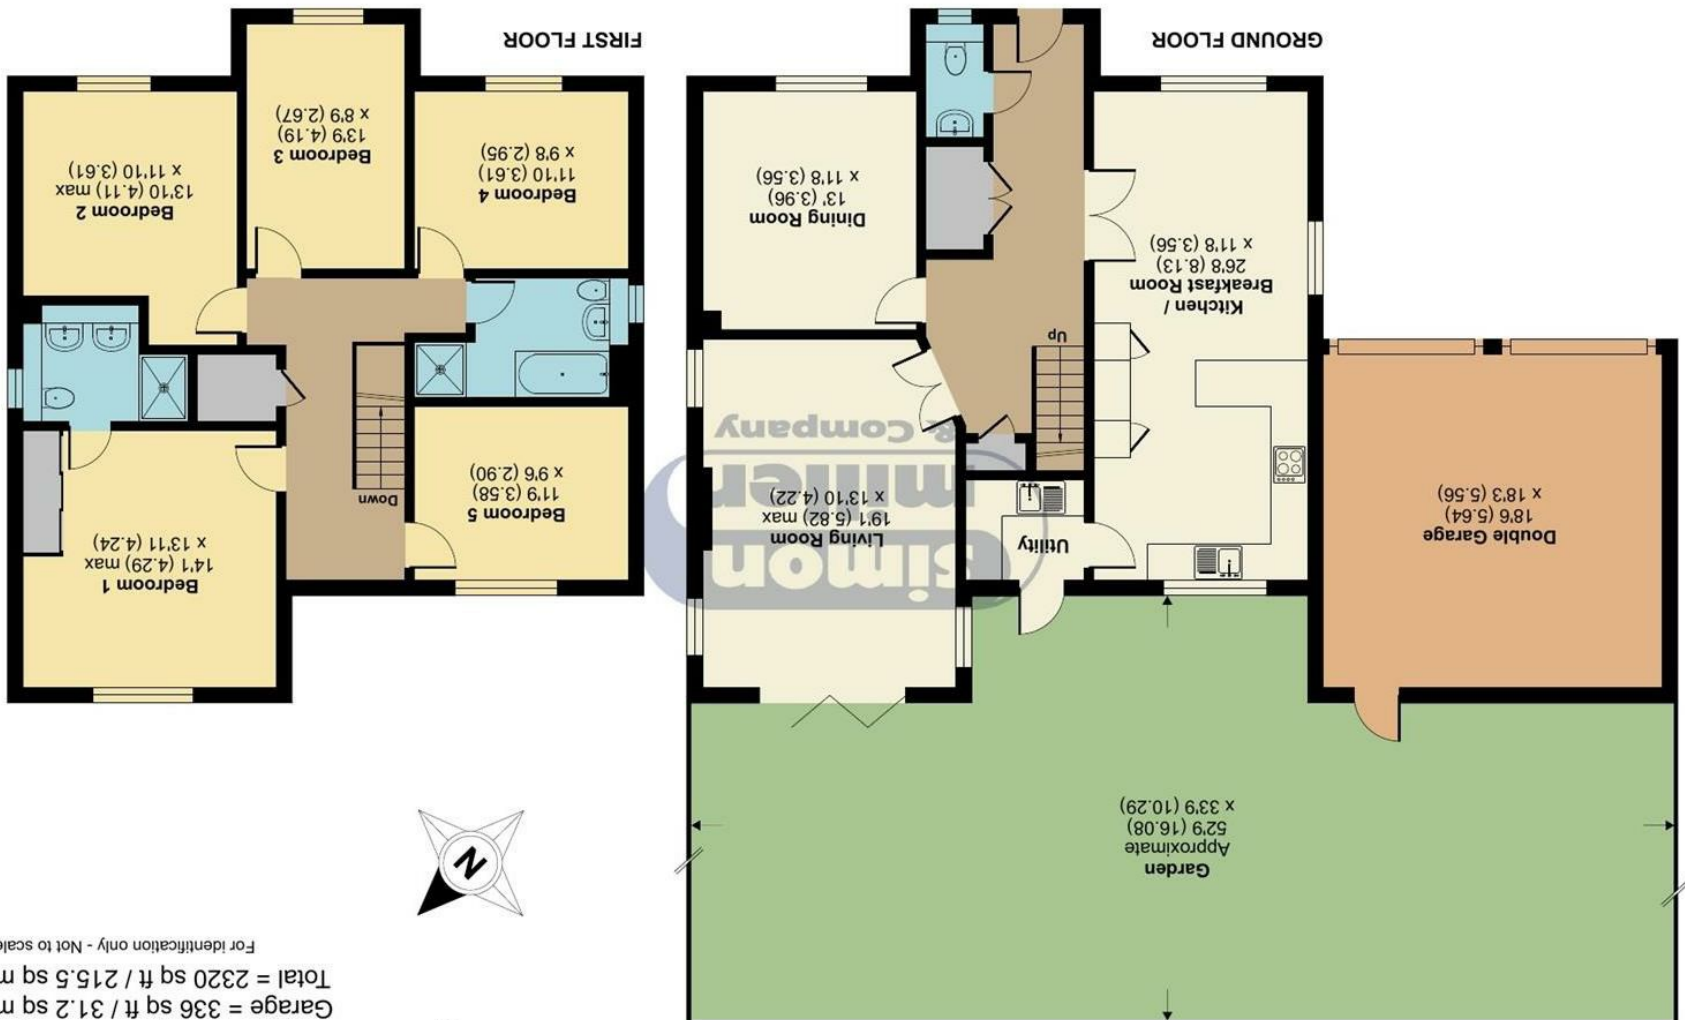 Garage = 336 sq ft / 31.2 sq m
Total = 2320 sq ft / 215.5 sq m
For identification only - Not to scale
N
Garden
Approximate
52'9 (16.08)
x 33'9 (10.29)
Double Garage
18'6 (5.64)
x 18'3 (5.56)
Utility
Living Room
19'1 (5.82) max
x 13'10 (4.22)
simon
miller
& Company
Up
Kitchen /
Breakfast Room
26'8 (8.13)
x 11'8 (3.56)
Dining Room
13' (3.96)
x 11'8 (3.56)
GROUND FLOOR
Bedroom 1
14'1 (4.29) max
x 13'11 (4.24)
Bedroom 5
11'9 (3.58)
x 9'6 (2.90)
Down
Bedroom 4
11'10 (3.61)
x 9'8 (2.95)
Bedroom 3
13'9 (4.19)
x 8'9 (2.67)
Bedroom 2
13'10 (4.11) max
x 11'10 (3.61)
FIRST FLOOR